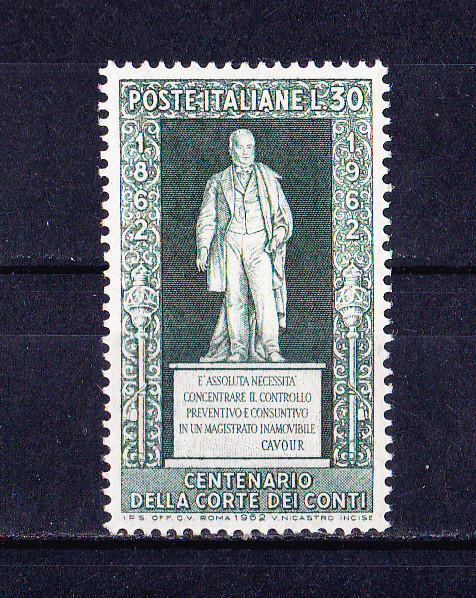 POSTE ITALIANE L. 30
1862
1962
E' ASSOLUTA NECESSITA'
CONCENTRARE IL CONTROLLO
PREVENTIVO E CONSUNTIVO
IN UN MAGISTRATO INAMOVIBILE
CAVOUR
CENTENARIO
DELLA CORTE DEI CONTI
I.P.S. OFF. C.V. ROMA 1962 V. NICASTRO INCISE